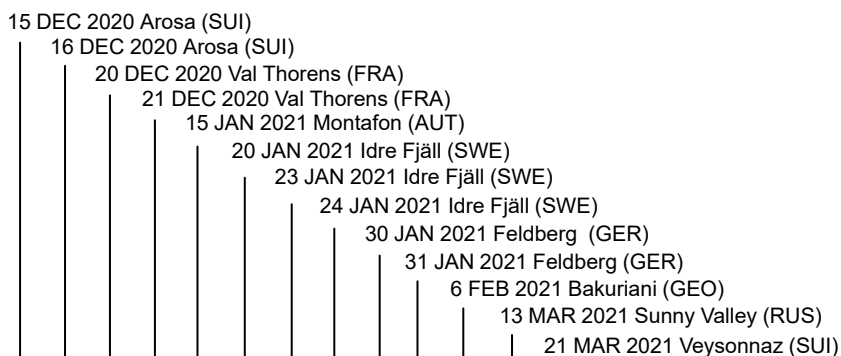 15 DEC 2020 Arosa (SUI)
16 DEC 2020 Arosa (SUI)
20 DEC 2020 Val Thorens (FRA)
21 DEC 2020 Val Thorens (FRA)
15 JAN 2021 Montafon (AUT)
20 JAN 2021 Idre Fjäll (SWE)
23 JAN 2021 Idre Fjäll (SWE)
24 JAN 2021 Idre Fjäll (SWE)
30 JAN 2021 Feldberg (GER)
31 JAN 2021 Feldberg (GER)
6 FEB 2021 Bakuriani (GEO)
13 MAR 2021 Sunny Valley (RUS)
21 MAR 2021 Veysonnaz (SUI)